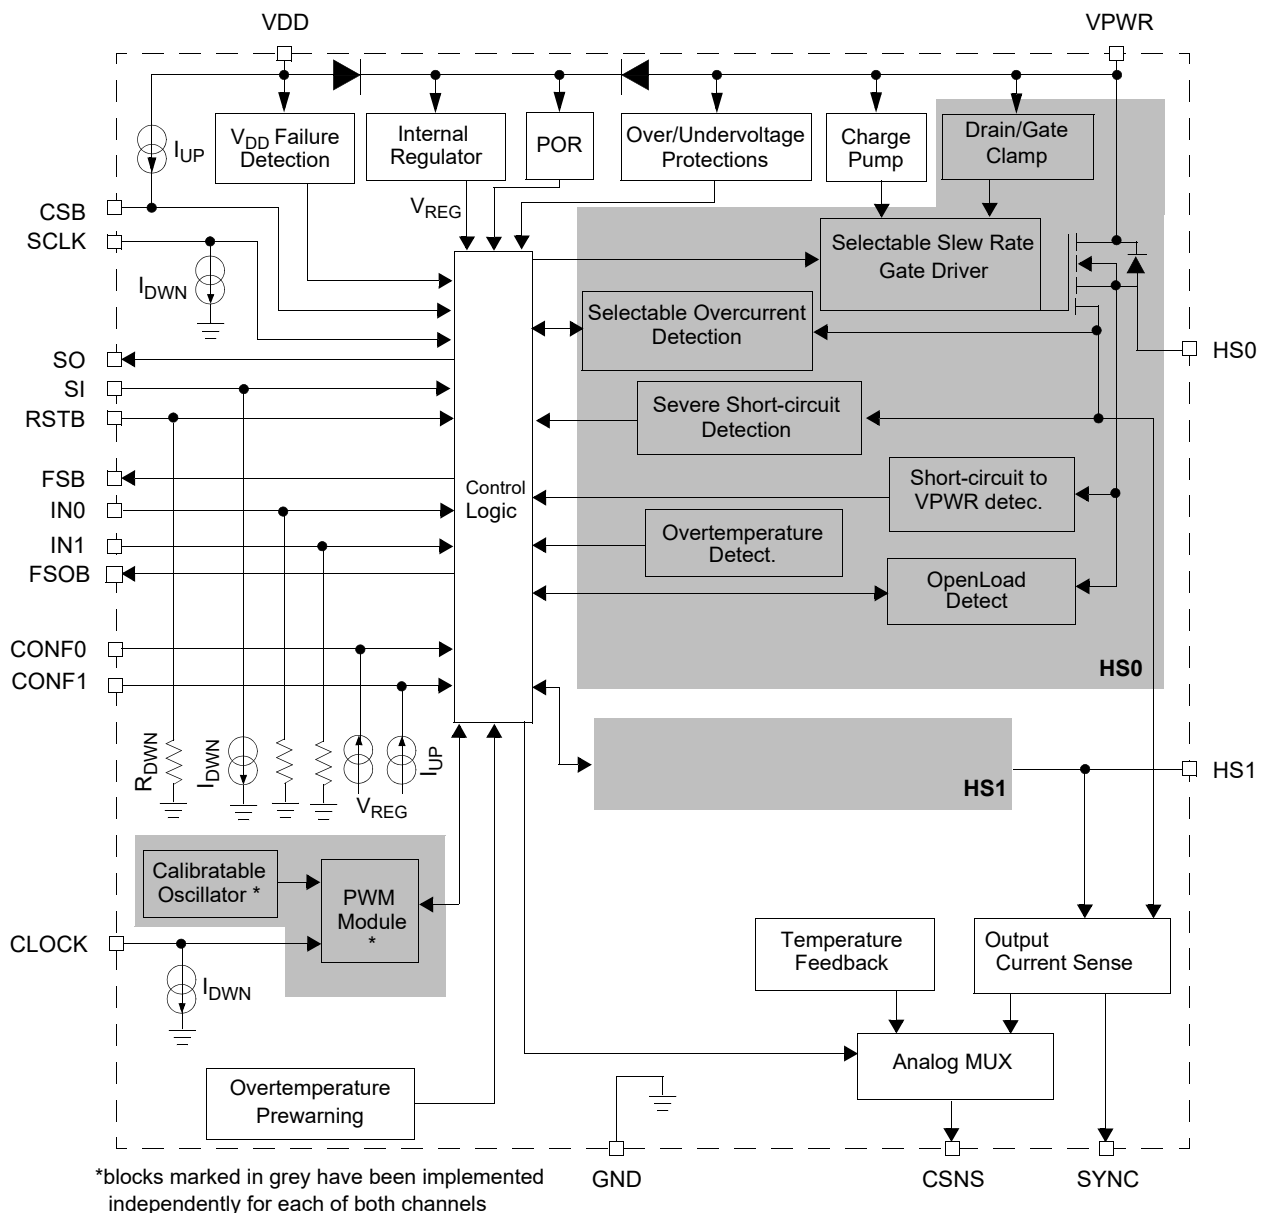 VDD
VPWR
VDD Failure
Detection
Internal
Regulator
POR
Over/Undervoltage
Protections
Charge
Pump
Drain/Gate
Clamp
IUP
VREG
CSB
SCLK
IDWN
Selectable Slew Rate
Gate Driver
Selectable Overcurrent
Detection
SO
HS0
SI
RSTB
Severe Short-circuit
Detection
FSB
IN0
Control
Logic
Short-circuit to
VPWR detec.
IN1
FSOB
Overtemperature
Detect.
OpenLoad
Detect
CONF0
CONF1
HS0
RDWN
IDWN
IUP
VREG
HS1
HS1
Calibratable
Oscillator *
PWM
Module
*
CLOCK
IDWN
Temperature
Feedback
Output
Current Sense
Analog MUX
Overtemperature
Prewarning
GND
CSNS
SYNC
*blocks marked in grey have been implemented
independently for each of both channels